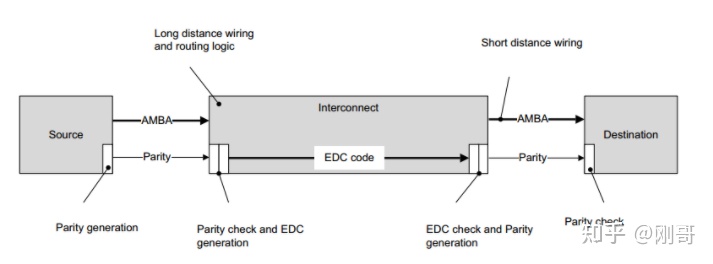 Long distance wiring
and routing logic
Short distance wiring
Interconnect
Source
AMBA
AMBA
Destination
Parity
EDC code
Parity
Parity generation
Parity check and EDC
generation
EDC check and Parity
generation
Parity check
知乎 @刚哥